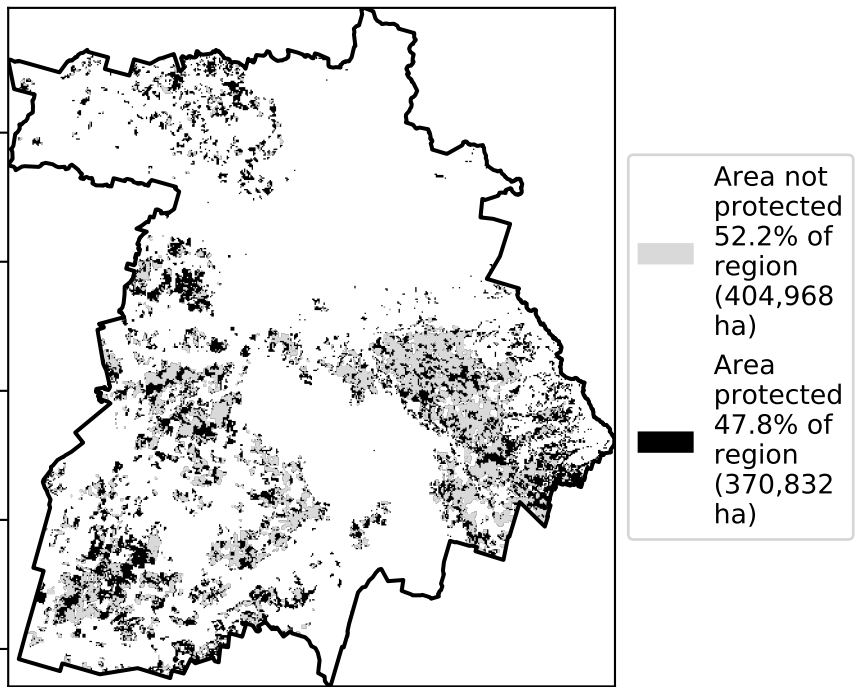 Area not
protected
52.2% of
region
(404,968
ha)
Area
protected
47.8% of
region
(370,832
ha)